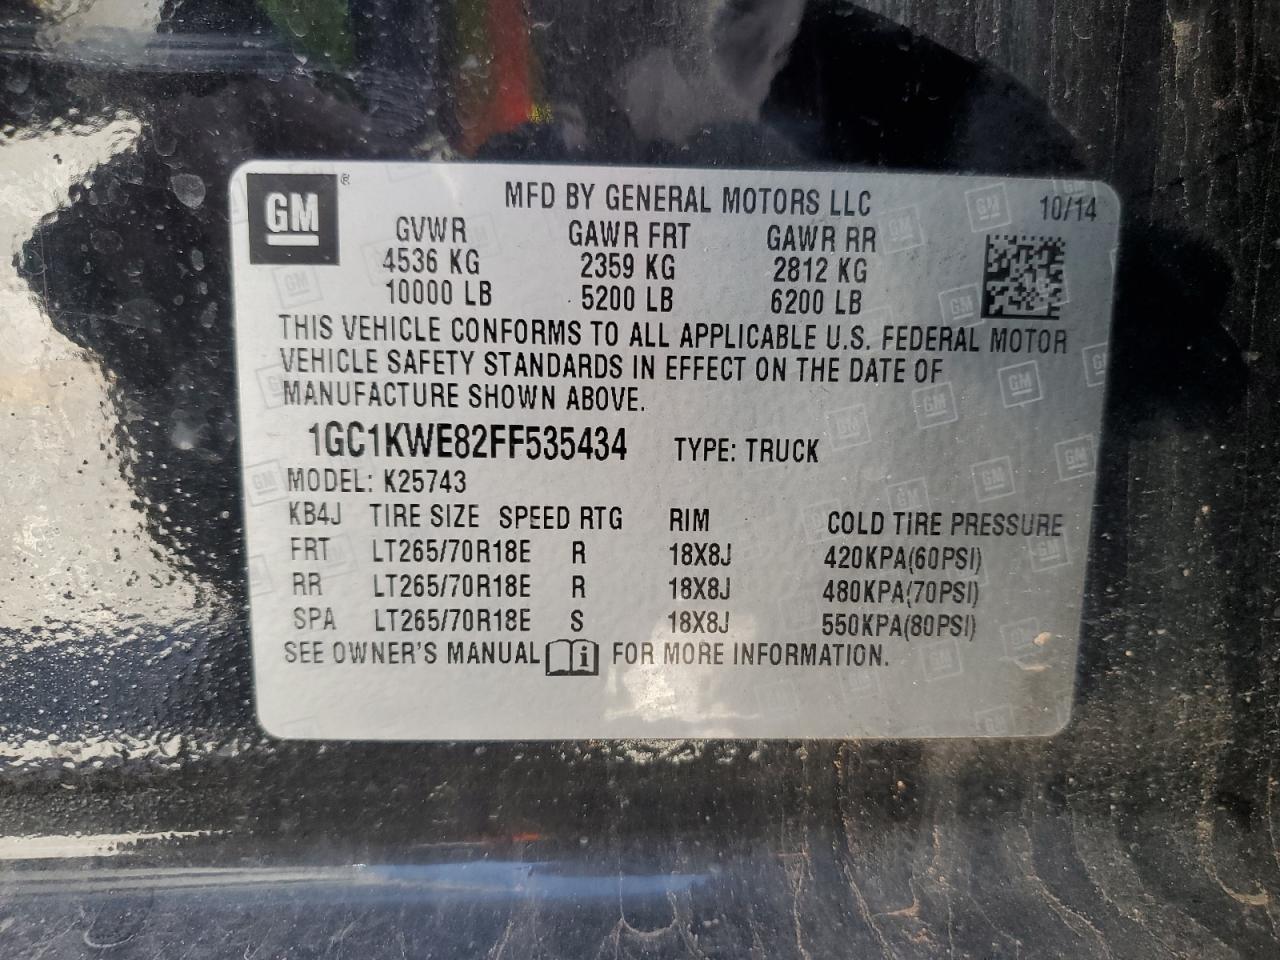 GM ® MFD BY GENERAL MOTORS LLC 10/14
GVWR GAWR FRT GAWR RR
4536 KG 2359 KG 2812 KG
10000 LB 5200 LB 6200 LB
THIS VEHICLE CONFORMS TO ALL APPLICABLE U.S. FEDERAL MOTOR
VEHICLE SAFETY STANDARDS IN EFFECT ON THE DATE OF
MANUFACTURE SHOWN ABOVE.
1GC1KWE82FF535434 TYPE: TRUCK
MODEL: K25743
KB4J TIRE SIZE SPEED RTG RIM COLD TIRE PRESSURE
FRT LT265/70R18E R 18X8J 420KPA(60PSI)
RR LT265/70R18E R 18X8J 480KPA(70PSI)
SPA LT265/70R18E S 18X8J 550KPA(80PSI)
SEE OWNER'S MANUAL i FOR MORE INFORMATION.